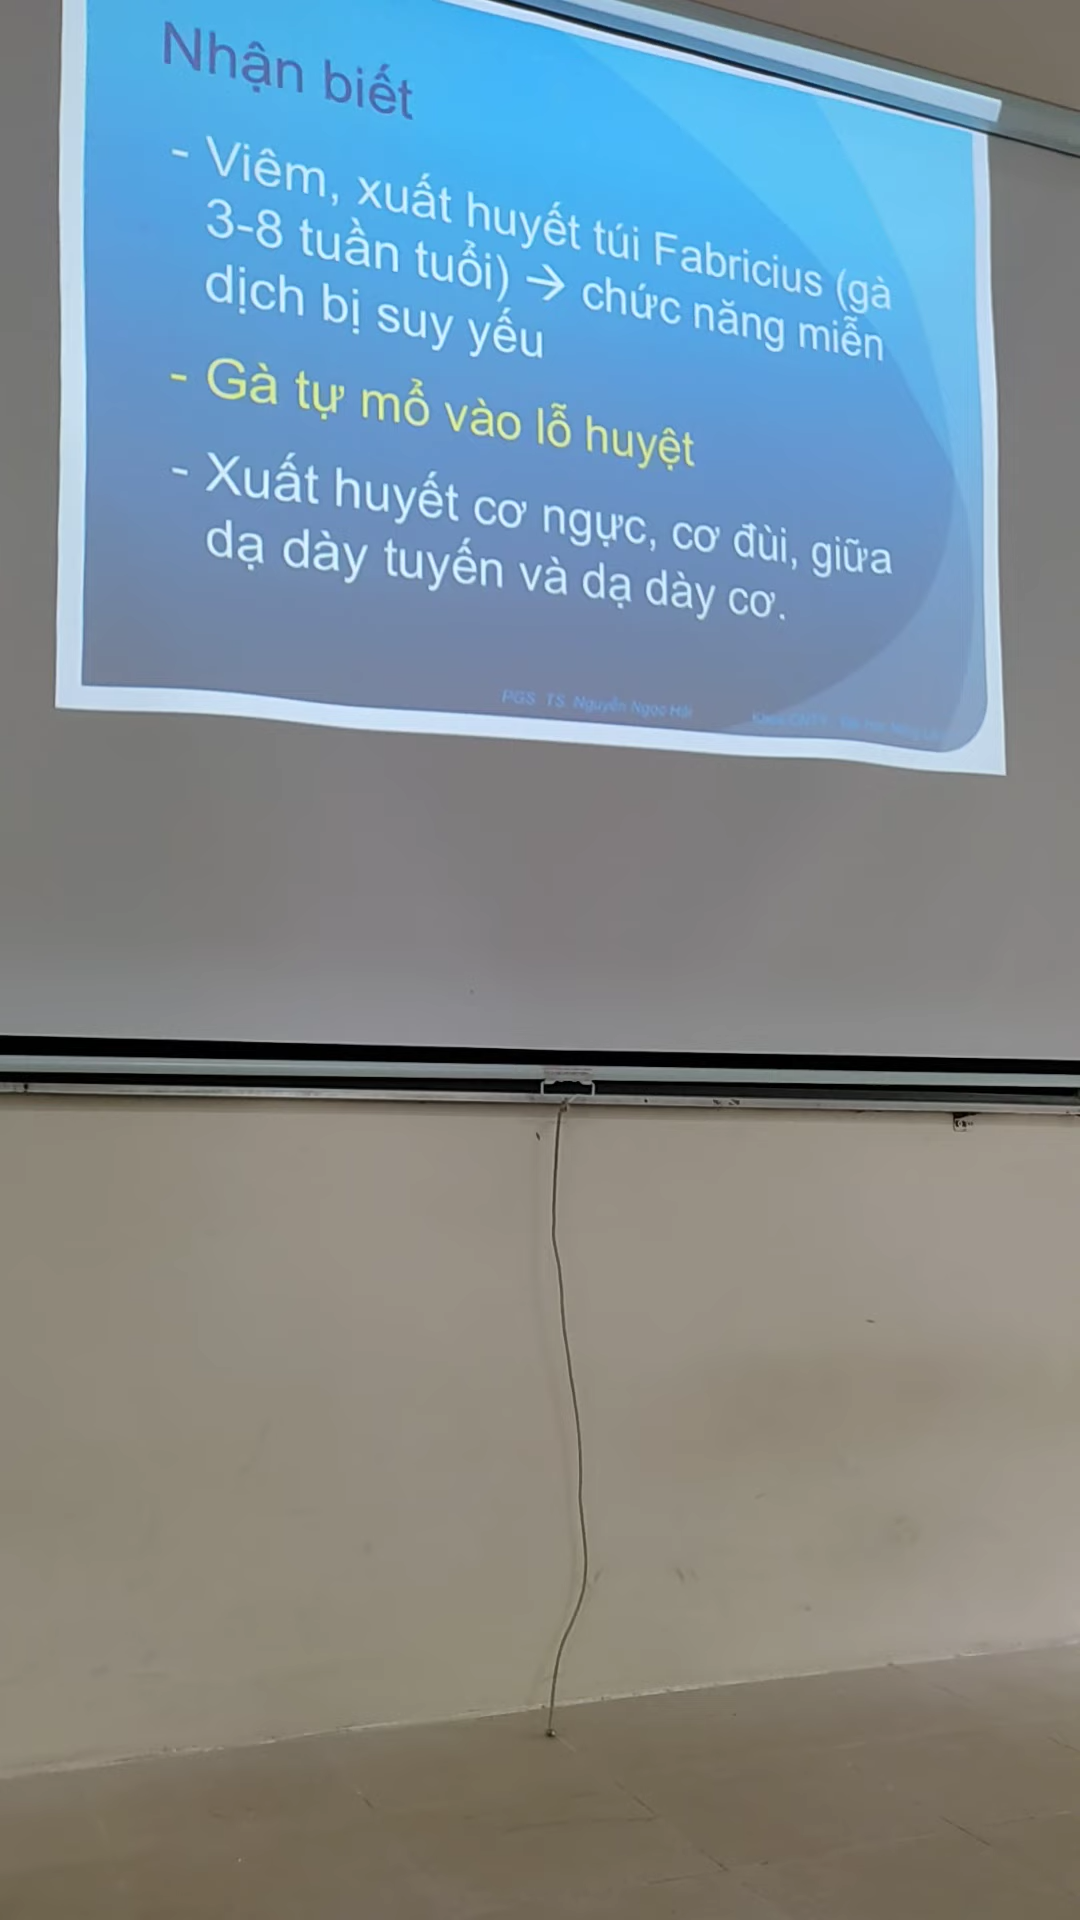 Nhận biết
- Viêm, xuất huyết túi Fabricius (gà
3-8 tuần tuổi) → chức năng miễn
dịch bị suy yếu
- Gà tự mổ vào lỗ huyệt
- Xuất huyết cơ ngực, cơ đùi, giữa
dạ dày tuyến và dạ dày cơ.
PGS. TS. Nguyễn Ngọc Hải